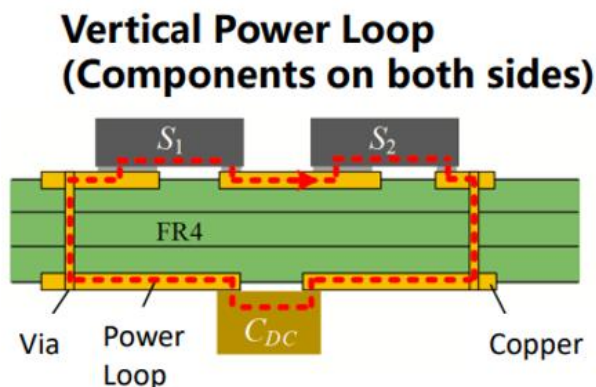 Vertical Power Loop
(Components on both sides)
S1 S2
FR4
CDC
Via Power Loop Copper